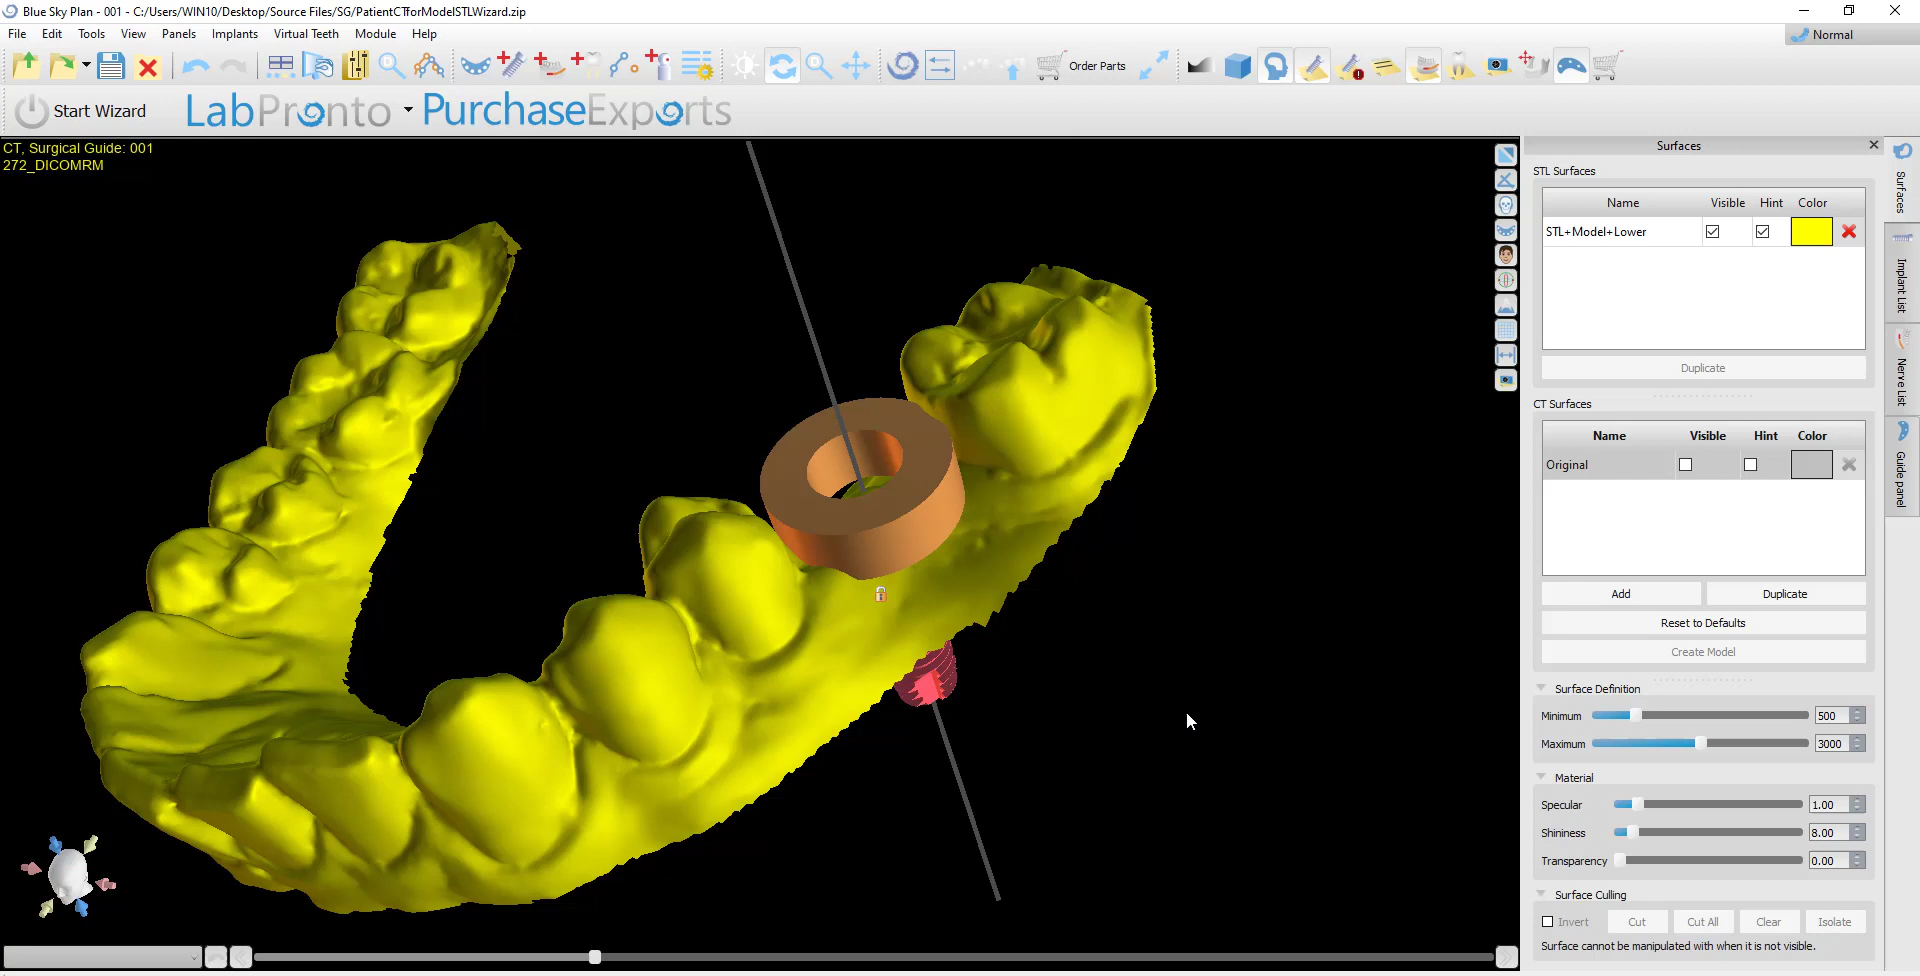 Blue Sky Plan - 001 - C:/Users/WIN10/Desktop/Source Files/SG/PatientCTforModelSTLWizard.zip
File Edit Tools View Panels Implants Virtual Teeth Module Help
Normal
Order Parts
Start Wizard LabPronto PurchaseExports
CT, Surgical Guide: 001
272_DICOMRM
Surfaces
STL Surfaces
Name Visible Hint Color
STL+Model+Lower
Duplicate
CT Surfaces
Name Visible Hint Color
Original
Add Duplicate
Reset to Defaults
Create Model
Surface Definition
Minimum 500
Maximum 3000
Material
Specular 1.00
Shininess 8.00
Transparency 0.00
Surface Culling
Invert Cut Cut All Clear Isolate
Surface cannot be manipulated with when it is not visible.
Surfaces
Implant List
Nerve List
Guide panel